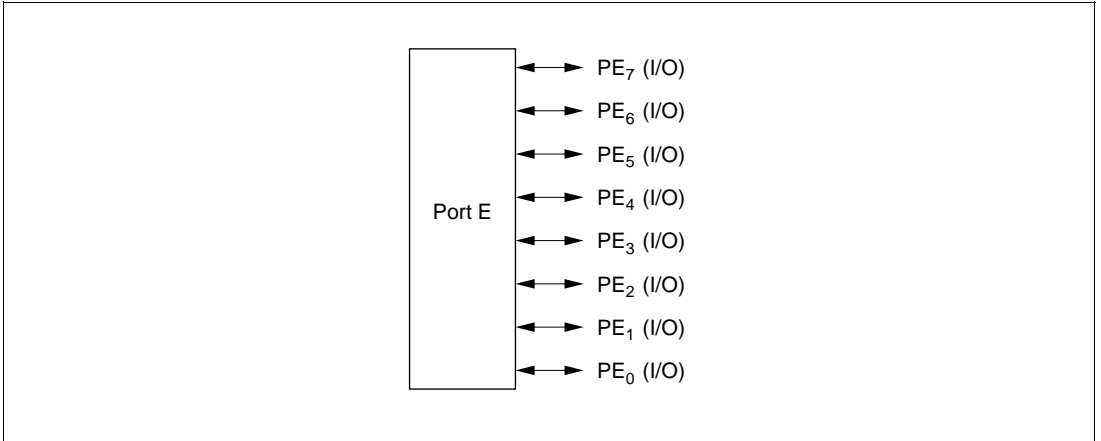 PE₇ (I/O)
PE₆ (I/O)
PE₅ (I/O)
PE₄ (I/O)
Port E
PE₃ (I/O)
PE₂ (I/O)
PE₁ (I/O)
PE₀ (I/O)